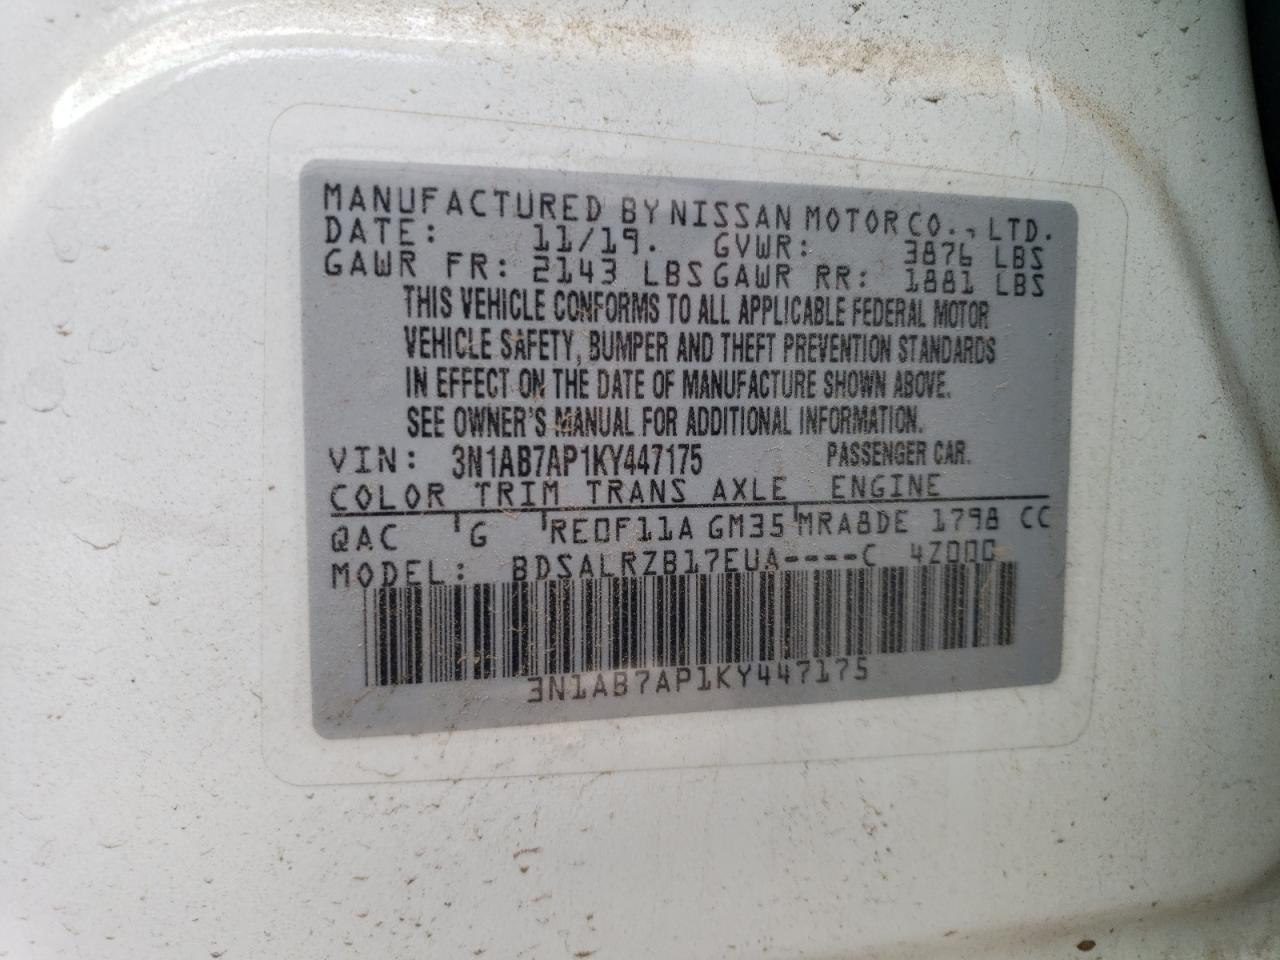 MANUFACTURED BY NISSAN MOTOR CO., LTD.
DATE: 11/19. GVWR: 3876 LBS
GAWR FR: 2143 LBS GAWR RR: 1881 LBS
THIS VEHICLE CONFORMS TO ALL APPLICABLE FEDERAL MOTOR
VEHICLE SAFETY, BUMPER AND THEFT PREVENTION STANDARDS
IN EFFECT ON THE DATE OF MANUFACTURE SHOWN ABOVE.
SEE OWNER'S MANUAL FOR ADDITIONAL INFORMATION.
VIN: 3N1AB7AP1KY447175 PASSENGER CAR.
COLOR TRIM TRANS AXLE ENGINE
QAC G RE0F11A GM35 MRA8DE 1798 CC
MODEL: BDSALRZB17EUA----C 4Z000
3N1AB7AP1KY447175